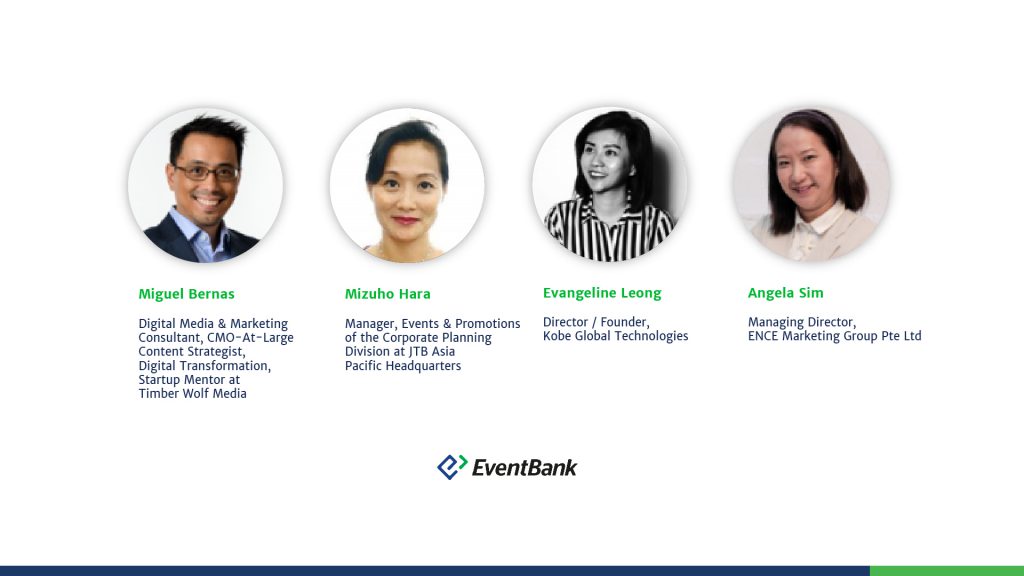 Miguel Bernas
Digital Media & Marketing
Consultant, CMO-At-Large
Content Strategist,
Digital Transformation,
Startup Mentor at
Timber Wolf Media
Mizuho Hara
Manager, Events & Promotions
of the Corporate Planning
Division at JTB Asia
Pacific Headquarters
Evangeline Leong
Director / Founder,
Kobe Global Technologies
Angela Sim
Managing Director,
ENCE Marketing Group Pte Ltd
EventBank